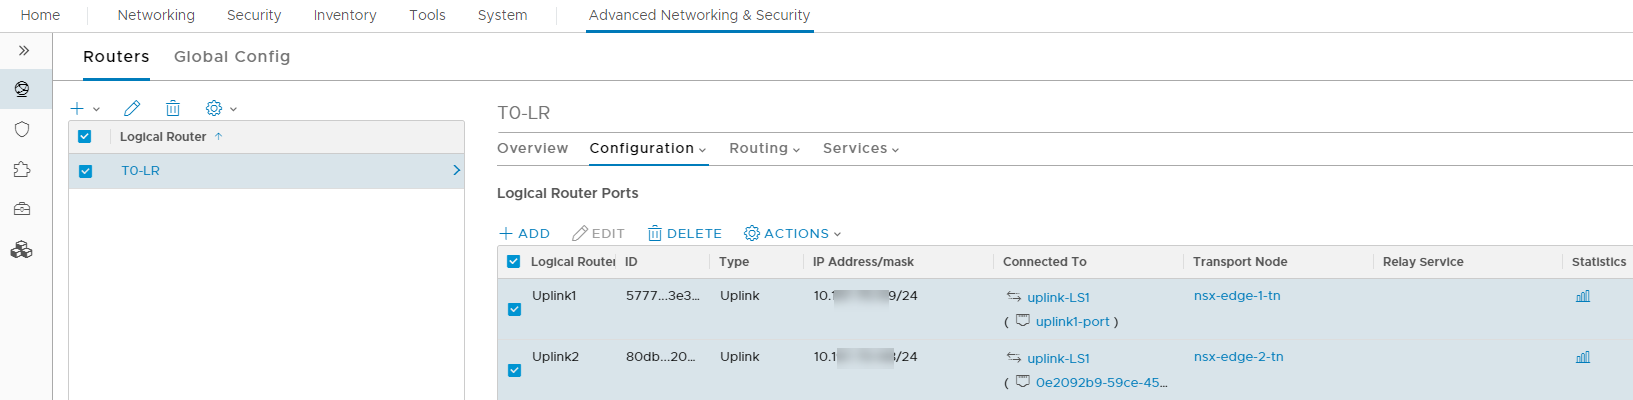 Home Networking Security Inventory Tools System Advanced Networking & Security
Routers Global Config
T0-LR
Logical Router
T0-LR
Overview Configuration Routing Services
Logical Router Ports
ADD EDIT DELETE ACTIONS
Logical Router ID Type IP Address/mask Connected To Transport Node Relay Service Statistics
Uplink1 5777...3e3... Uplink 10.1 9/24 uplink-LS1 nsx-edge-1-tn
( uplink1-port )
Uplink2 80db...20... Uplink 10.1 /24 uplink-LS1 nsx-edge-2-tn
( 0e2092b9-59ce-45...